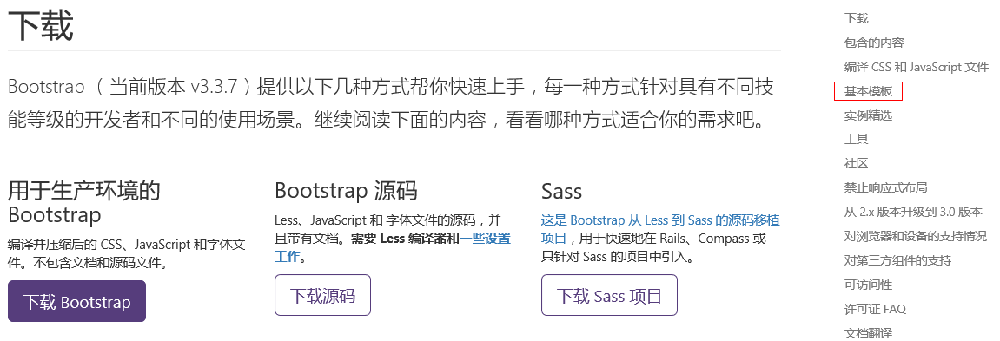 下载
Bootstrap （当前版本 v3.3.7）提供以下几种方式帮你快速上手，每一种方式针对具有不同技
能等级的开发者和不同的使用场景。继续阅读下面的内容，看看哪种方式适合你的需求吧。
用于生产环境的
Bootstrap
编译并压缩后的 CSS、JavaScript 和字体文
件。不包含文档和源码文件。
下载 Bootstrap
Bootstrap 源码
Less、JavaScript 和 字体文件的源码，并
且带有文档。需要 Less 编译器和一些设置
工作。
下载源码
Sass
这是 Bootstrap 从 Less 到 Sass 的源码移植
项目，用于快速地在 Rails、Compass 或
只针对 Sass 的项目中引入。
下载 Sass 项目
下载
包含的内容
编译 CSS 和 JavaScript 文件
基本模板
实例精选
工具
社区
禁止响应式布局
从 2.x 版本升级到 3.0 版本
对浏览器和设备的支持情况
对第三方组件的支持
可访问性
许可证 FAQ
文档翻译